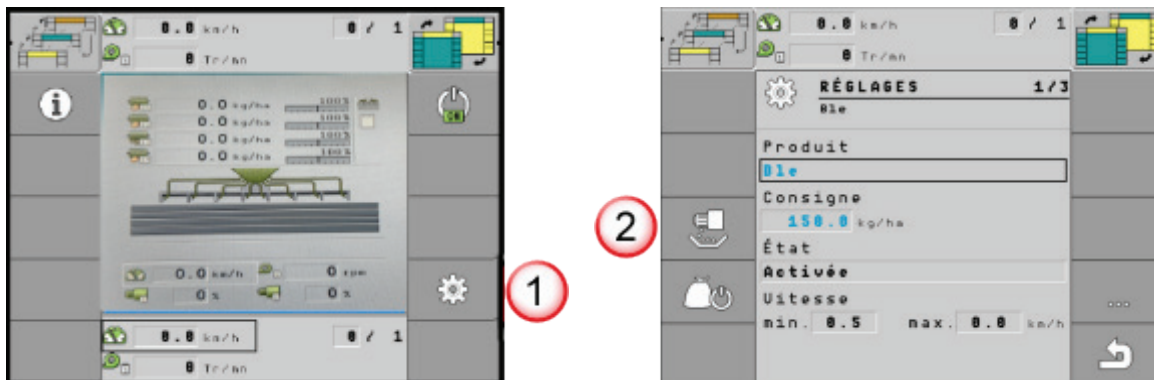 0.0 km/h 0 / 1
0 Tr/mn
0.0 kg/ha 100%
0.0 kg/ha 100%
0.0 kg/ha 100%
0.0 kg/ha 100%
0.0 km/h 0 rpm
0 % 0 %
0.0 km/h 0 / 1
0 Tr/mn
ON
1
0.0 km/h 0 / 1
0 Tr/mn
RÉGLAGES 1/3
Ble
Produit
Ble
Consigne
150.0 kg/ha
État
Activée
Vitesse
min. 0.5 max. 0.0 km/h
...
2